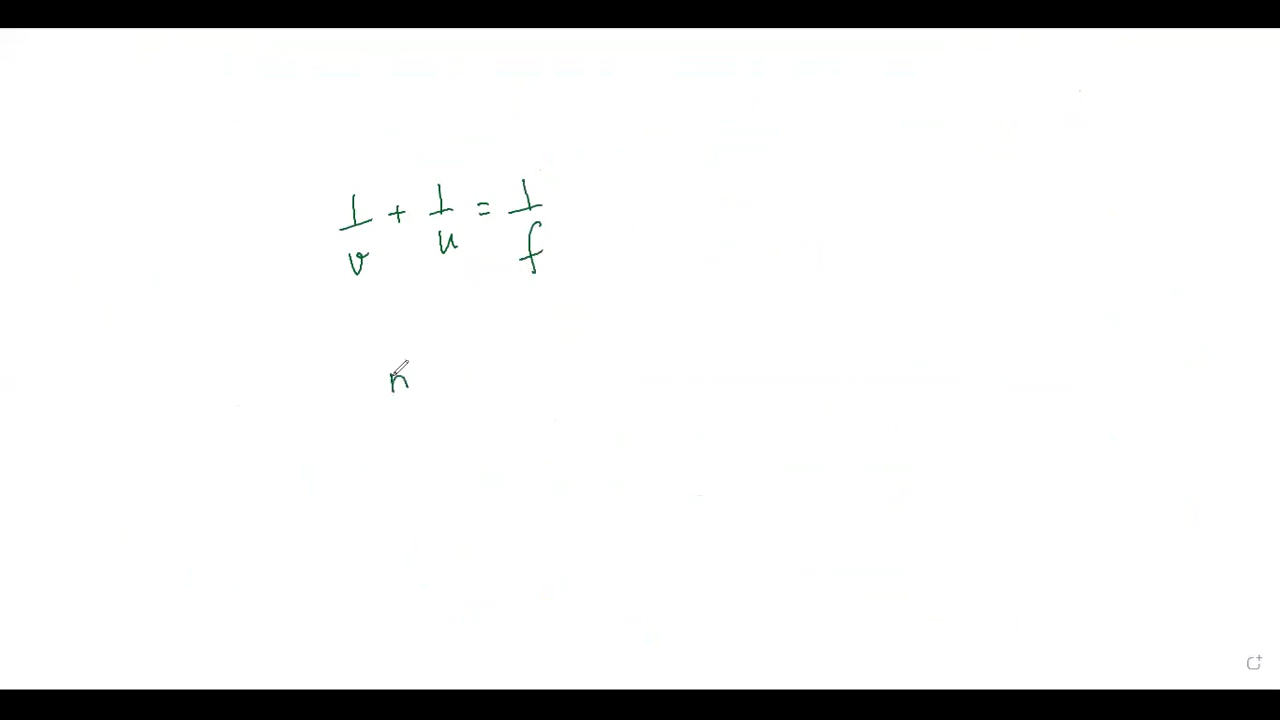 1/v + 1/u = 1/f
n